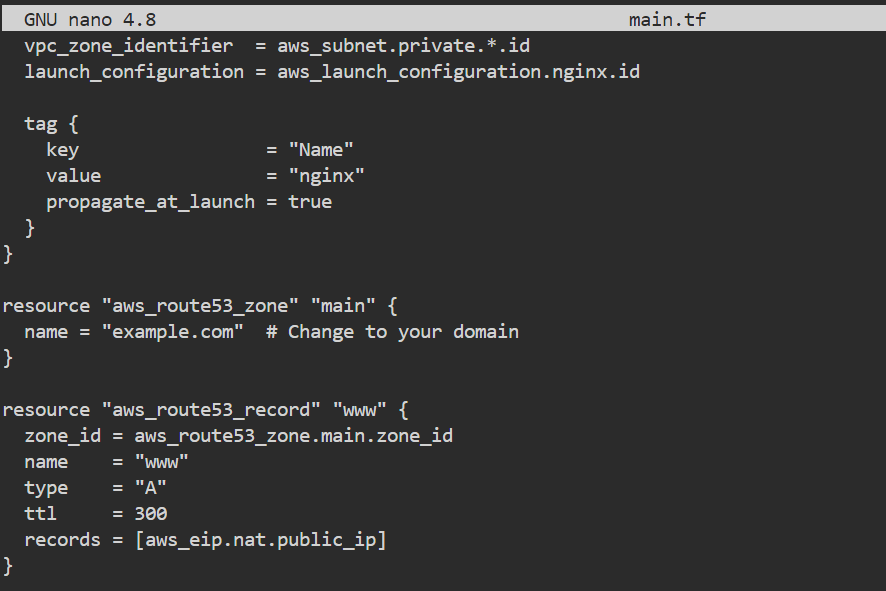 GNU nano 4.8 main.tf
vpc_zone_identifier  = aws_subnet.private.*.id
launch_configuration = aws_launch_configuration.nginx.id
tag {
key                 = "Name"
value               = "nginx"
propagate_at_launch = true
}
}
resource "aws_route53_zone" "main" {
name = "example.com"  # Change to your domain
}
resource "aws_route53_record" "www" {
zone_id = aws_route53_zone.main.zone_id
name    = "www"
type    = "A"
ttl     = 300
records = [aws_eip.nat.public_ip]
}